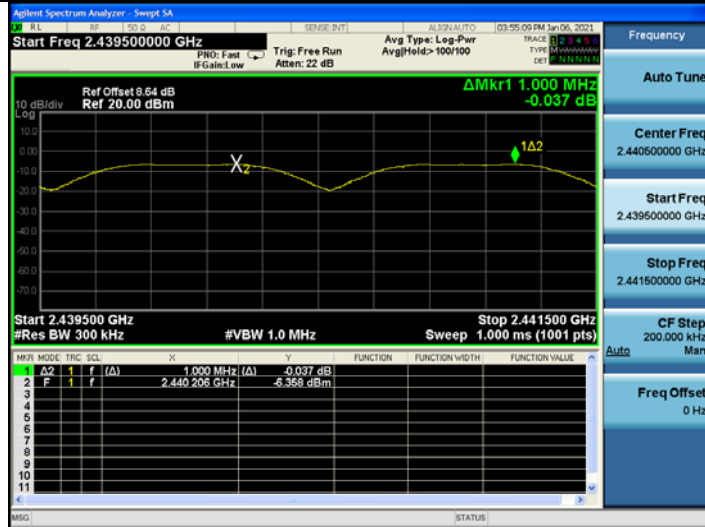 Agilent Spectrum Analyzer - Swept SA
RL RF 50 Ω AC SENSE:INT ALIGNAUTO 03:55:09 PM Jan 06, 2021
Start Freq 2.439500000 GHz
PNO: Fast
IFGain:Low
Trig: Free Run
Atten: 22 dB
Avg Type: Log-Pwr
Avg|Hold:> 100/100
TRACE 1 2 3 4 5 6
TYPE M
DET P N N N N N
ΔMkr1 1.000 MHz
-0.037 dB
Ref Offset 8.64 dB
10 dB/div Ref 20.00 dBm
Log
10.0
0.00
-10.0
-20.0
-30.0
-40.0
-50.0
-60.0
-70.0
X2
1Δ2
Start 2.439500 GHz Stop 2.441500 GHz
#Res BW 300 kHz #VBW 1.0 MHz Sweep 1.000 ms (1001 pts)
MKR MODE TRC SCL X Y FUNCTION FUNCTION WIDTH FUNCTION VALUE
1 Δ2 1 f (Δ) 1.000 MHz (Δ) -0.037 dB
2 F 1 f 2.440 206 GHz -6.358 dBm
3
4
5
6
7
8
9
10
11
MSG STATUS
Frequency
Auto Tune
Center Freq
2.440500000 GHz
Start Freq
2.439500000 GHz
Stop Freq
2.441500000 GHz
CF Step
200.000 kHz
Auto Man
Freq Offset
0 Hz